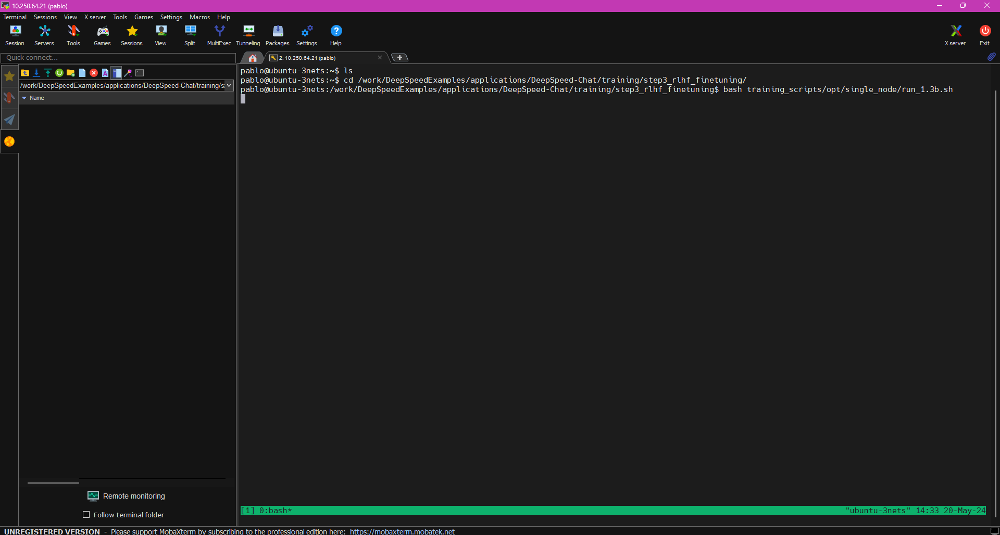 10.250.64.21 (pablo)
Terminal Sessions View X server Tools Games Settings Macros Help
Session Servers Tools Games Sessions View Split MultiExec Tunneling Packages Settings Help X server Exit
Quick connect...
2. 10.250.64.21 (pablo)
/work/DeepSpeedExamples/applications/DeepSpeed-Chat/training/s
Name
pablo@ubuntu-3nets:~$ ls
pablo@ubuntu-3nets:~$ cd /work/DeepSpeedExamples/applications/DeepSpeed-Chat/training/step3_rlhf_finetuning/
pablo@ubuntu-3nets:/work/DeepSpeedExamples/applications/DeepSpeed-Chat/training/step3_rlhf_finetuning$ bash training_scripts/opt/single_node/run_1.3b.sh
Remote monitoring
Follow terminal folder
[1] 0:bash* "ubuntu-3nets" 14:33 20-May-24
UNREGISTERED VERSION - Please support MobaXterm by subscribing to the professional edition here: https://mobaxterm.mobatek.net